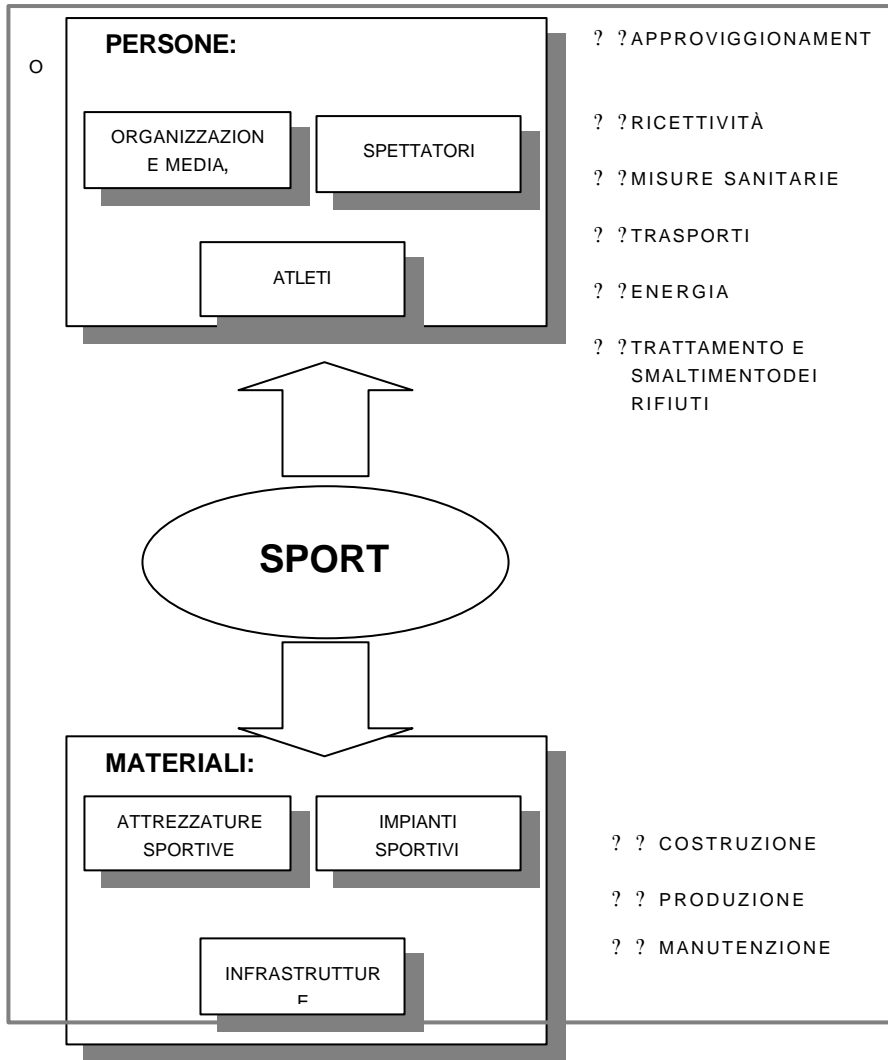 PERSONE:
ORGANIZZAZION
E MEDIA,
SPETTATORI
ATLETI
? ?APPROVIGGIONAMENT
O
? ?RICETTIVITÀ
? ?MISURE SANITARIE
? ?TRASPORTI
? ?ENERGIA
? ?TRATTAMENTO E
SMALTIMENTODEI
RIFIUTI
SPORT
MATERIALI:
ATTREZZATURE
SPORTIVE
IMPIANTI
SPORTIVI
INFRASTRUTTUR
E
? ? COSTRUZIONE
? ? PRODUZIONE
? ? MANUTENZIONE